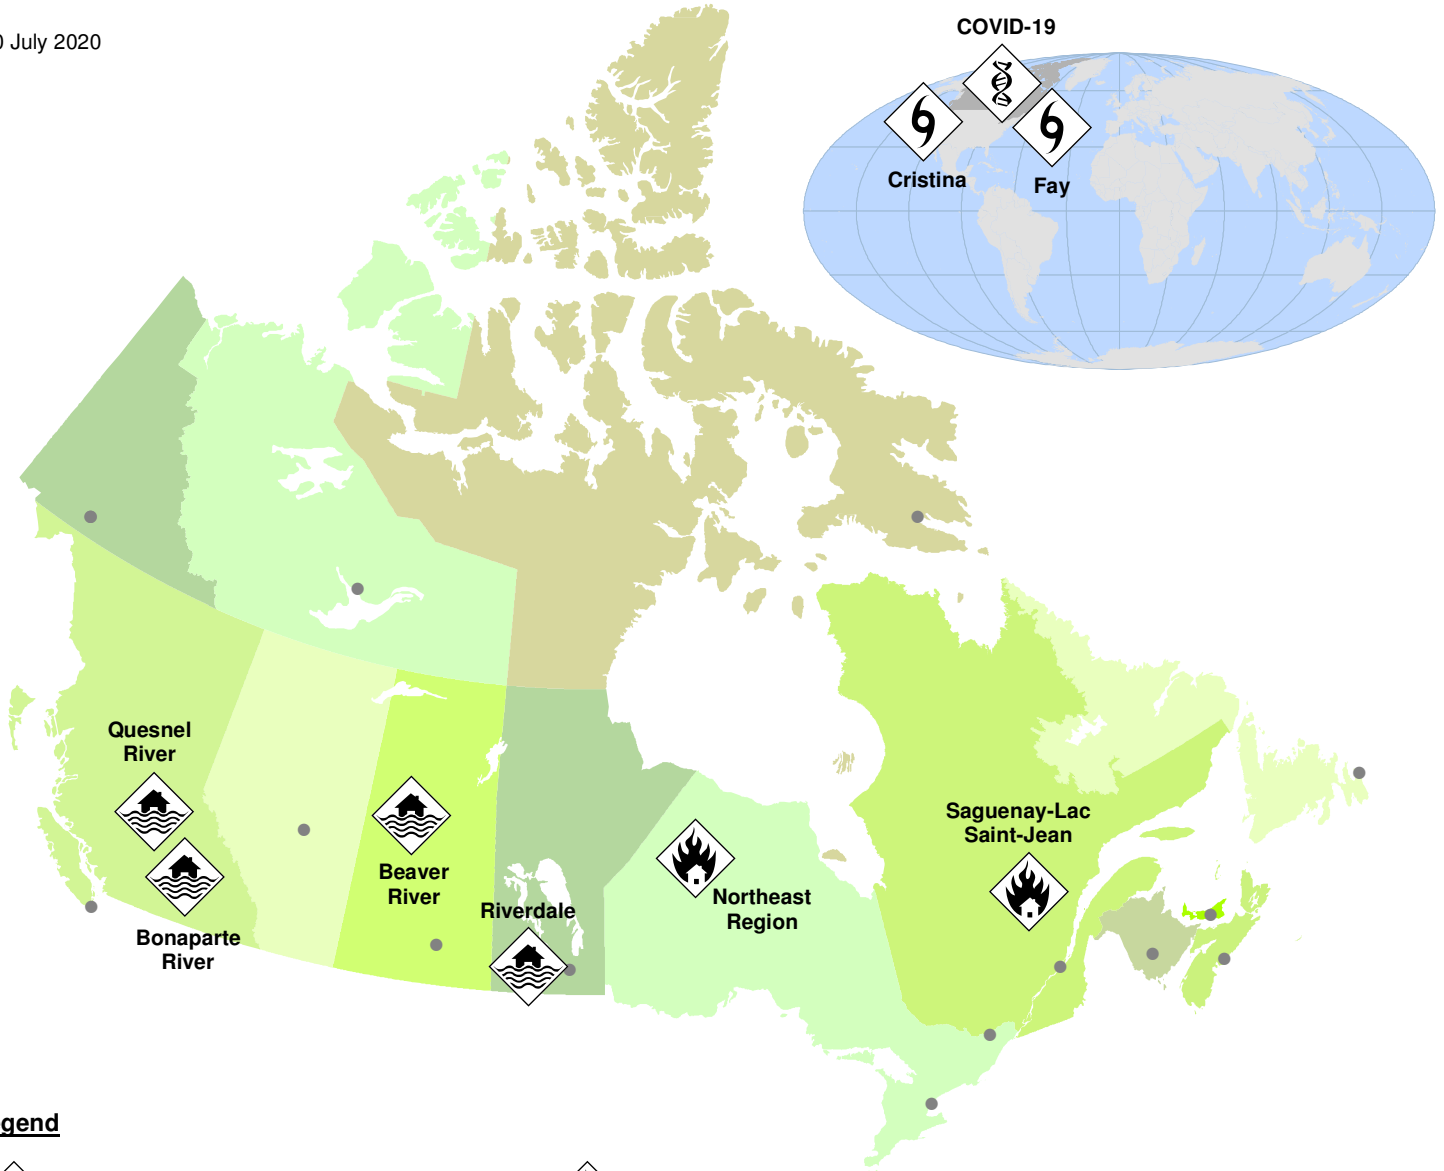 0 July 2020
COVID-19
Cristina
Fay
Quesnel
River
Bonaparte
River
Beaver
River
Riverdale
Northeast
Region
Saguenay-Lac
Saint-Jean
gend